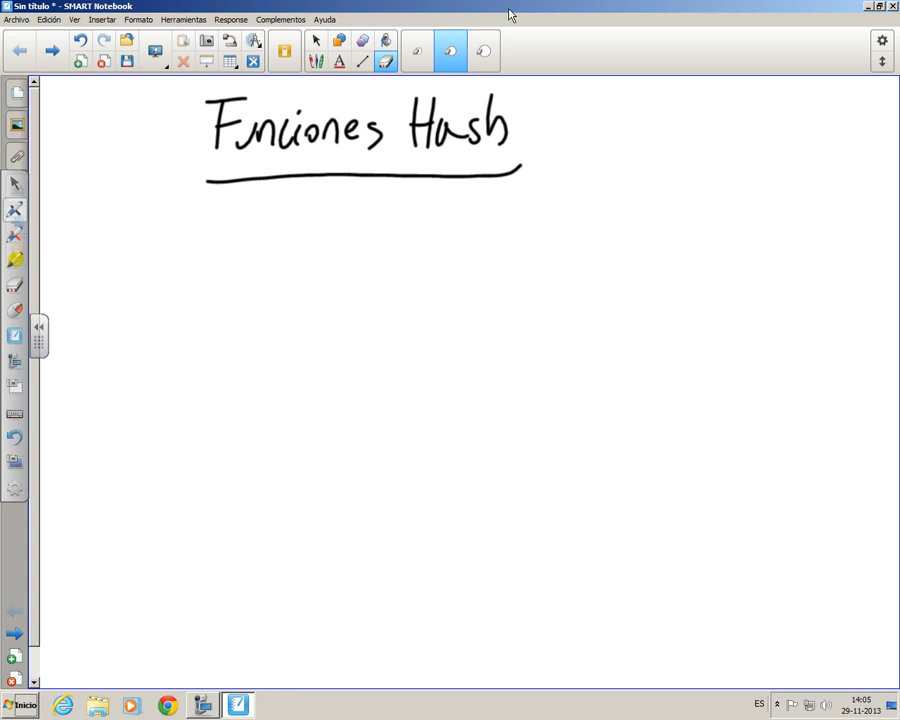 Sin título * - SMART Notebook
Archivo Edición Ver Insertar Formato Herramientas Response Complementos Ayuda
Funciones Hash
Inicio
ES
14:05
29-11-2013